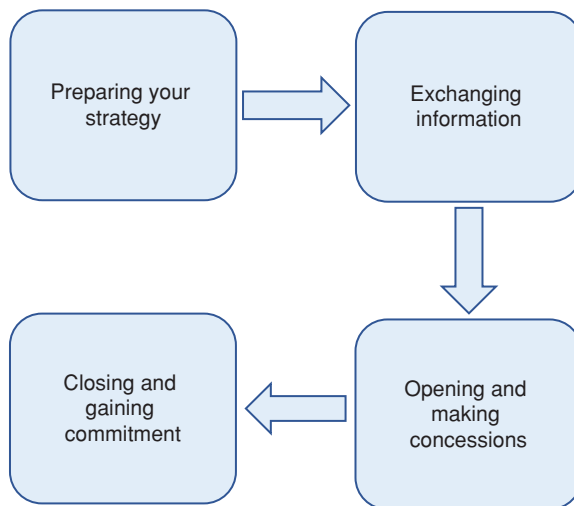 Preparing your
strategy
Exchanging
information
Opening and
making
concessions
Closing and
gaining
commitment